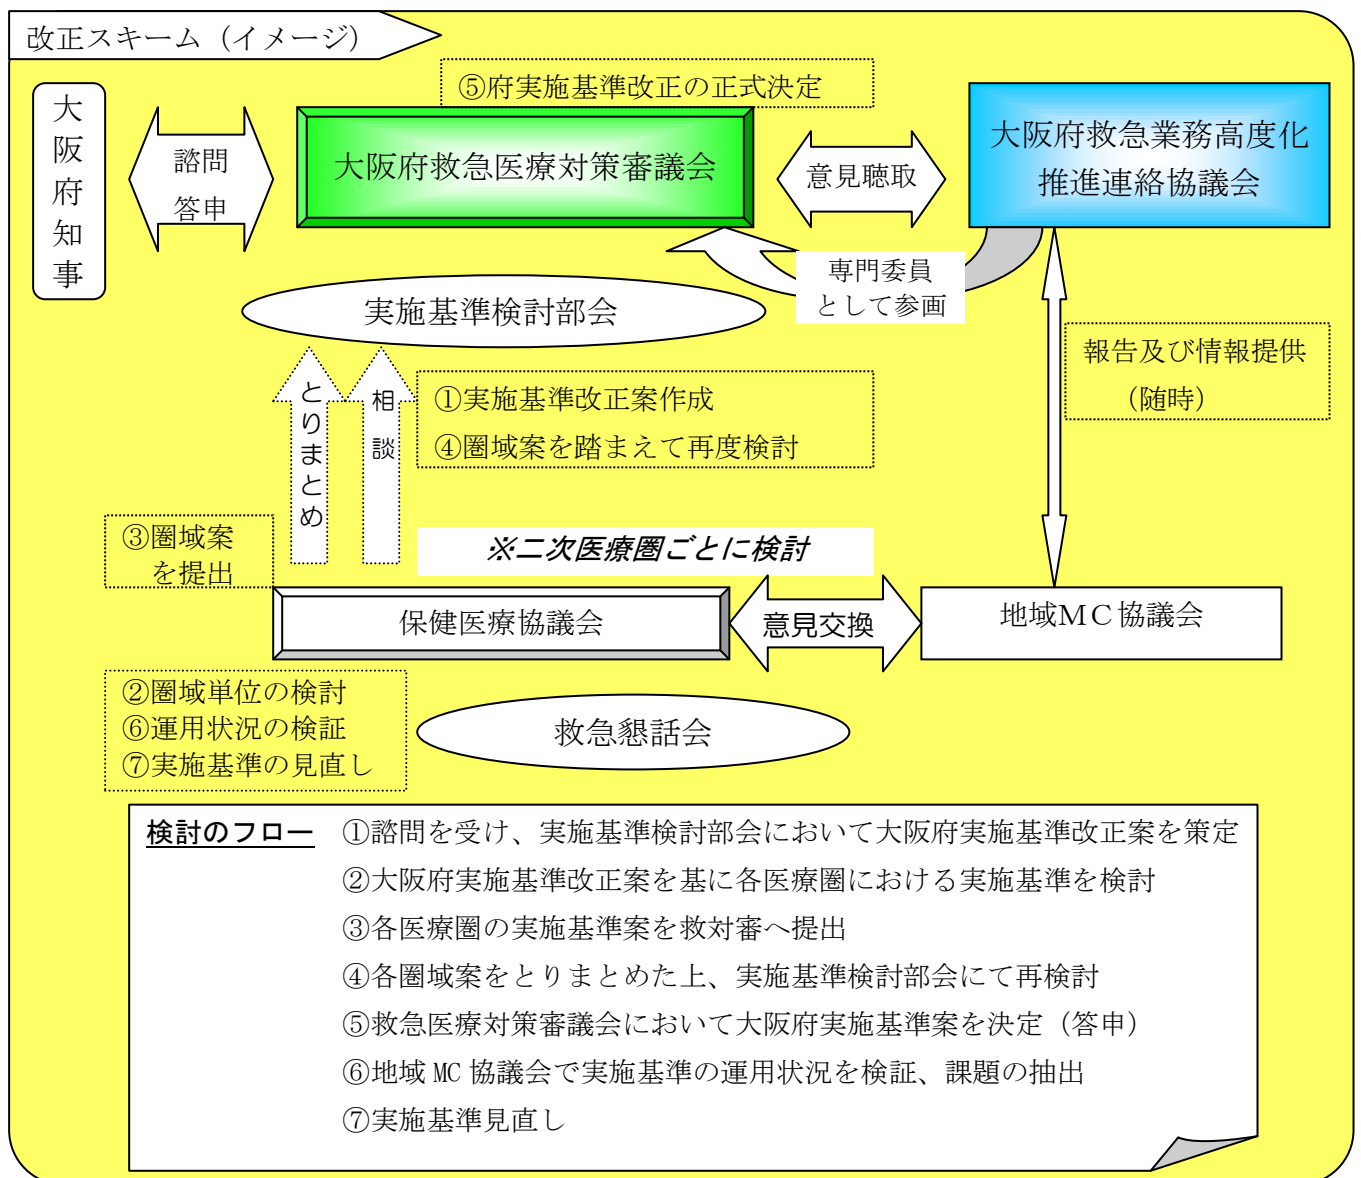 改正スキーム（イメージ）
⑤府実施基準改正の正式決定
大阪府知事
諮問
答申
大阪府救急医療対策審議会
意見聴取
大阪府救急業務高度化
推進連絡協議会
専門委員
として参画
実施基準検討部会
報告及び情報提供
（随時）
とりまとめ
相談
①実施基準改正案作成
④圏域案を踏まえて再度検討
③圏域案
を提出
※二次医療圏ごとに検討
保健医療協議会
意見交換
地域ＭＣ協議会
②圏域単位の検討
⑥運用状況の検証
⑦実施基準の見直し
救急懇話会
検討のフロー　①諮問を受け、実施基準検討部会において大阪府実施基準改正案を策定
②大阪府実施基準改正案を基に各医療圏における実施基準を検討
③各医療圏の実施基準案を救対審へ提出
④各圏域案をとりまとめた上、実施基準検討部会にて再検討
⑤救急医療対策審議会において大阪府実施基準案を決定（答申）
⑥地域 MC 協議会で実施基準の運用状況を検証、課題の抽出
⑦実施基準見直し